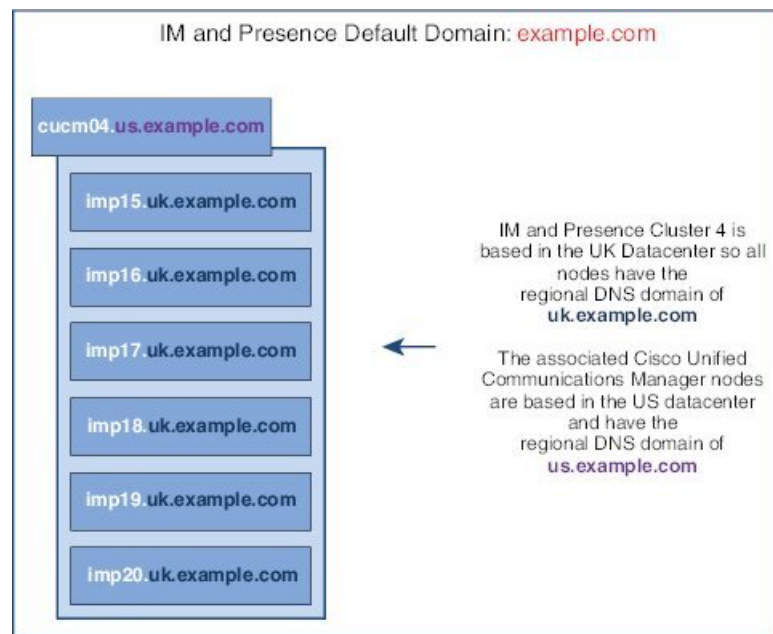 IM and Presence Default Domain: example.com
cucm04.us.example.com
imp15.uk.example.com
imp16.uk.example.com
imp17.uk.example.com
imp18.uk.example.com
imp19.uk.example.com
imp20.uk.example.com
IM and Presence Cluster 4 is
based in the UK Datacenter so all
nodes have the
regional DNS domain of
uk.example.com
The associated Cisco Unified
Communications Manager nodes
are based in the US datacenter
and have the
regional DNS domain of
us.example.com